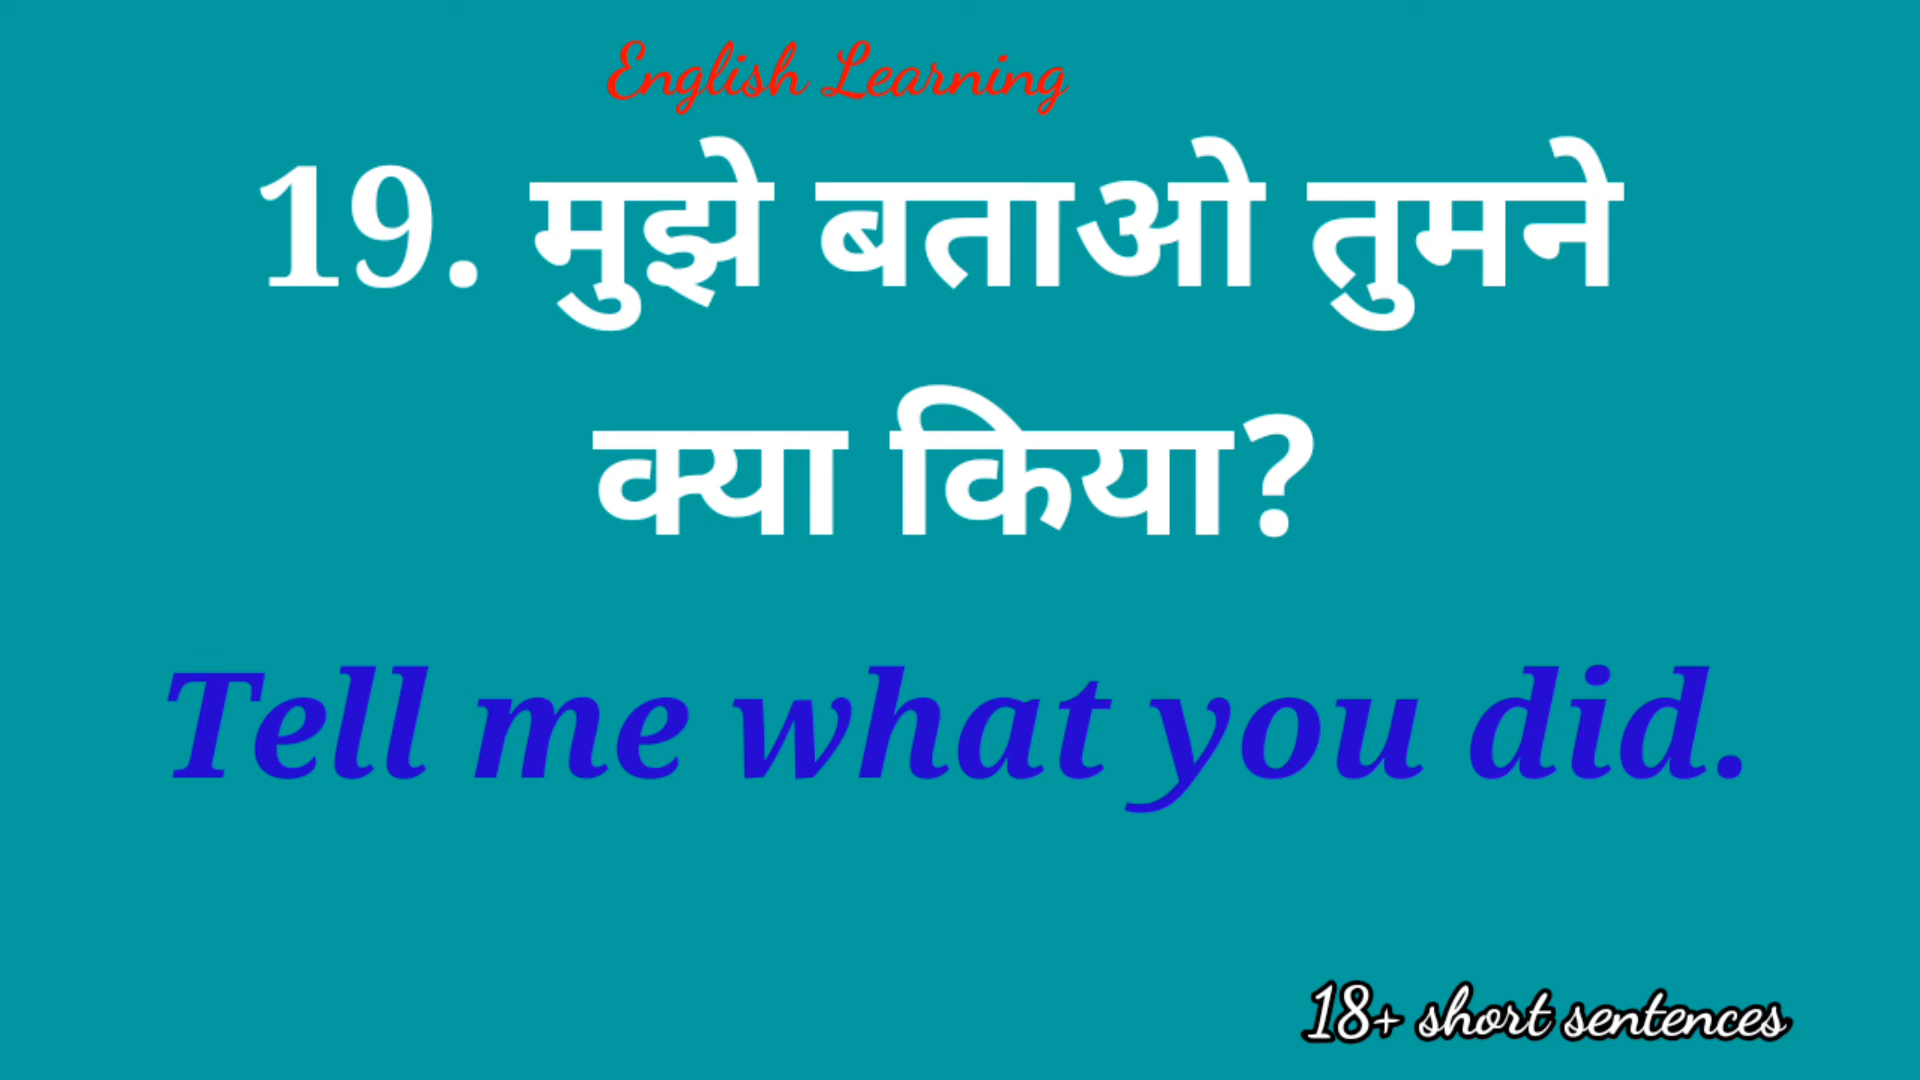 English Learning
19. मुझे बताओ तुमने
क्या किया?
Tell me what you did.
18+ short sentences